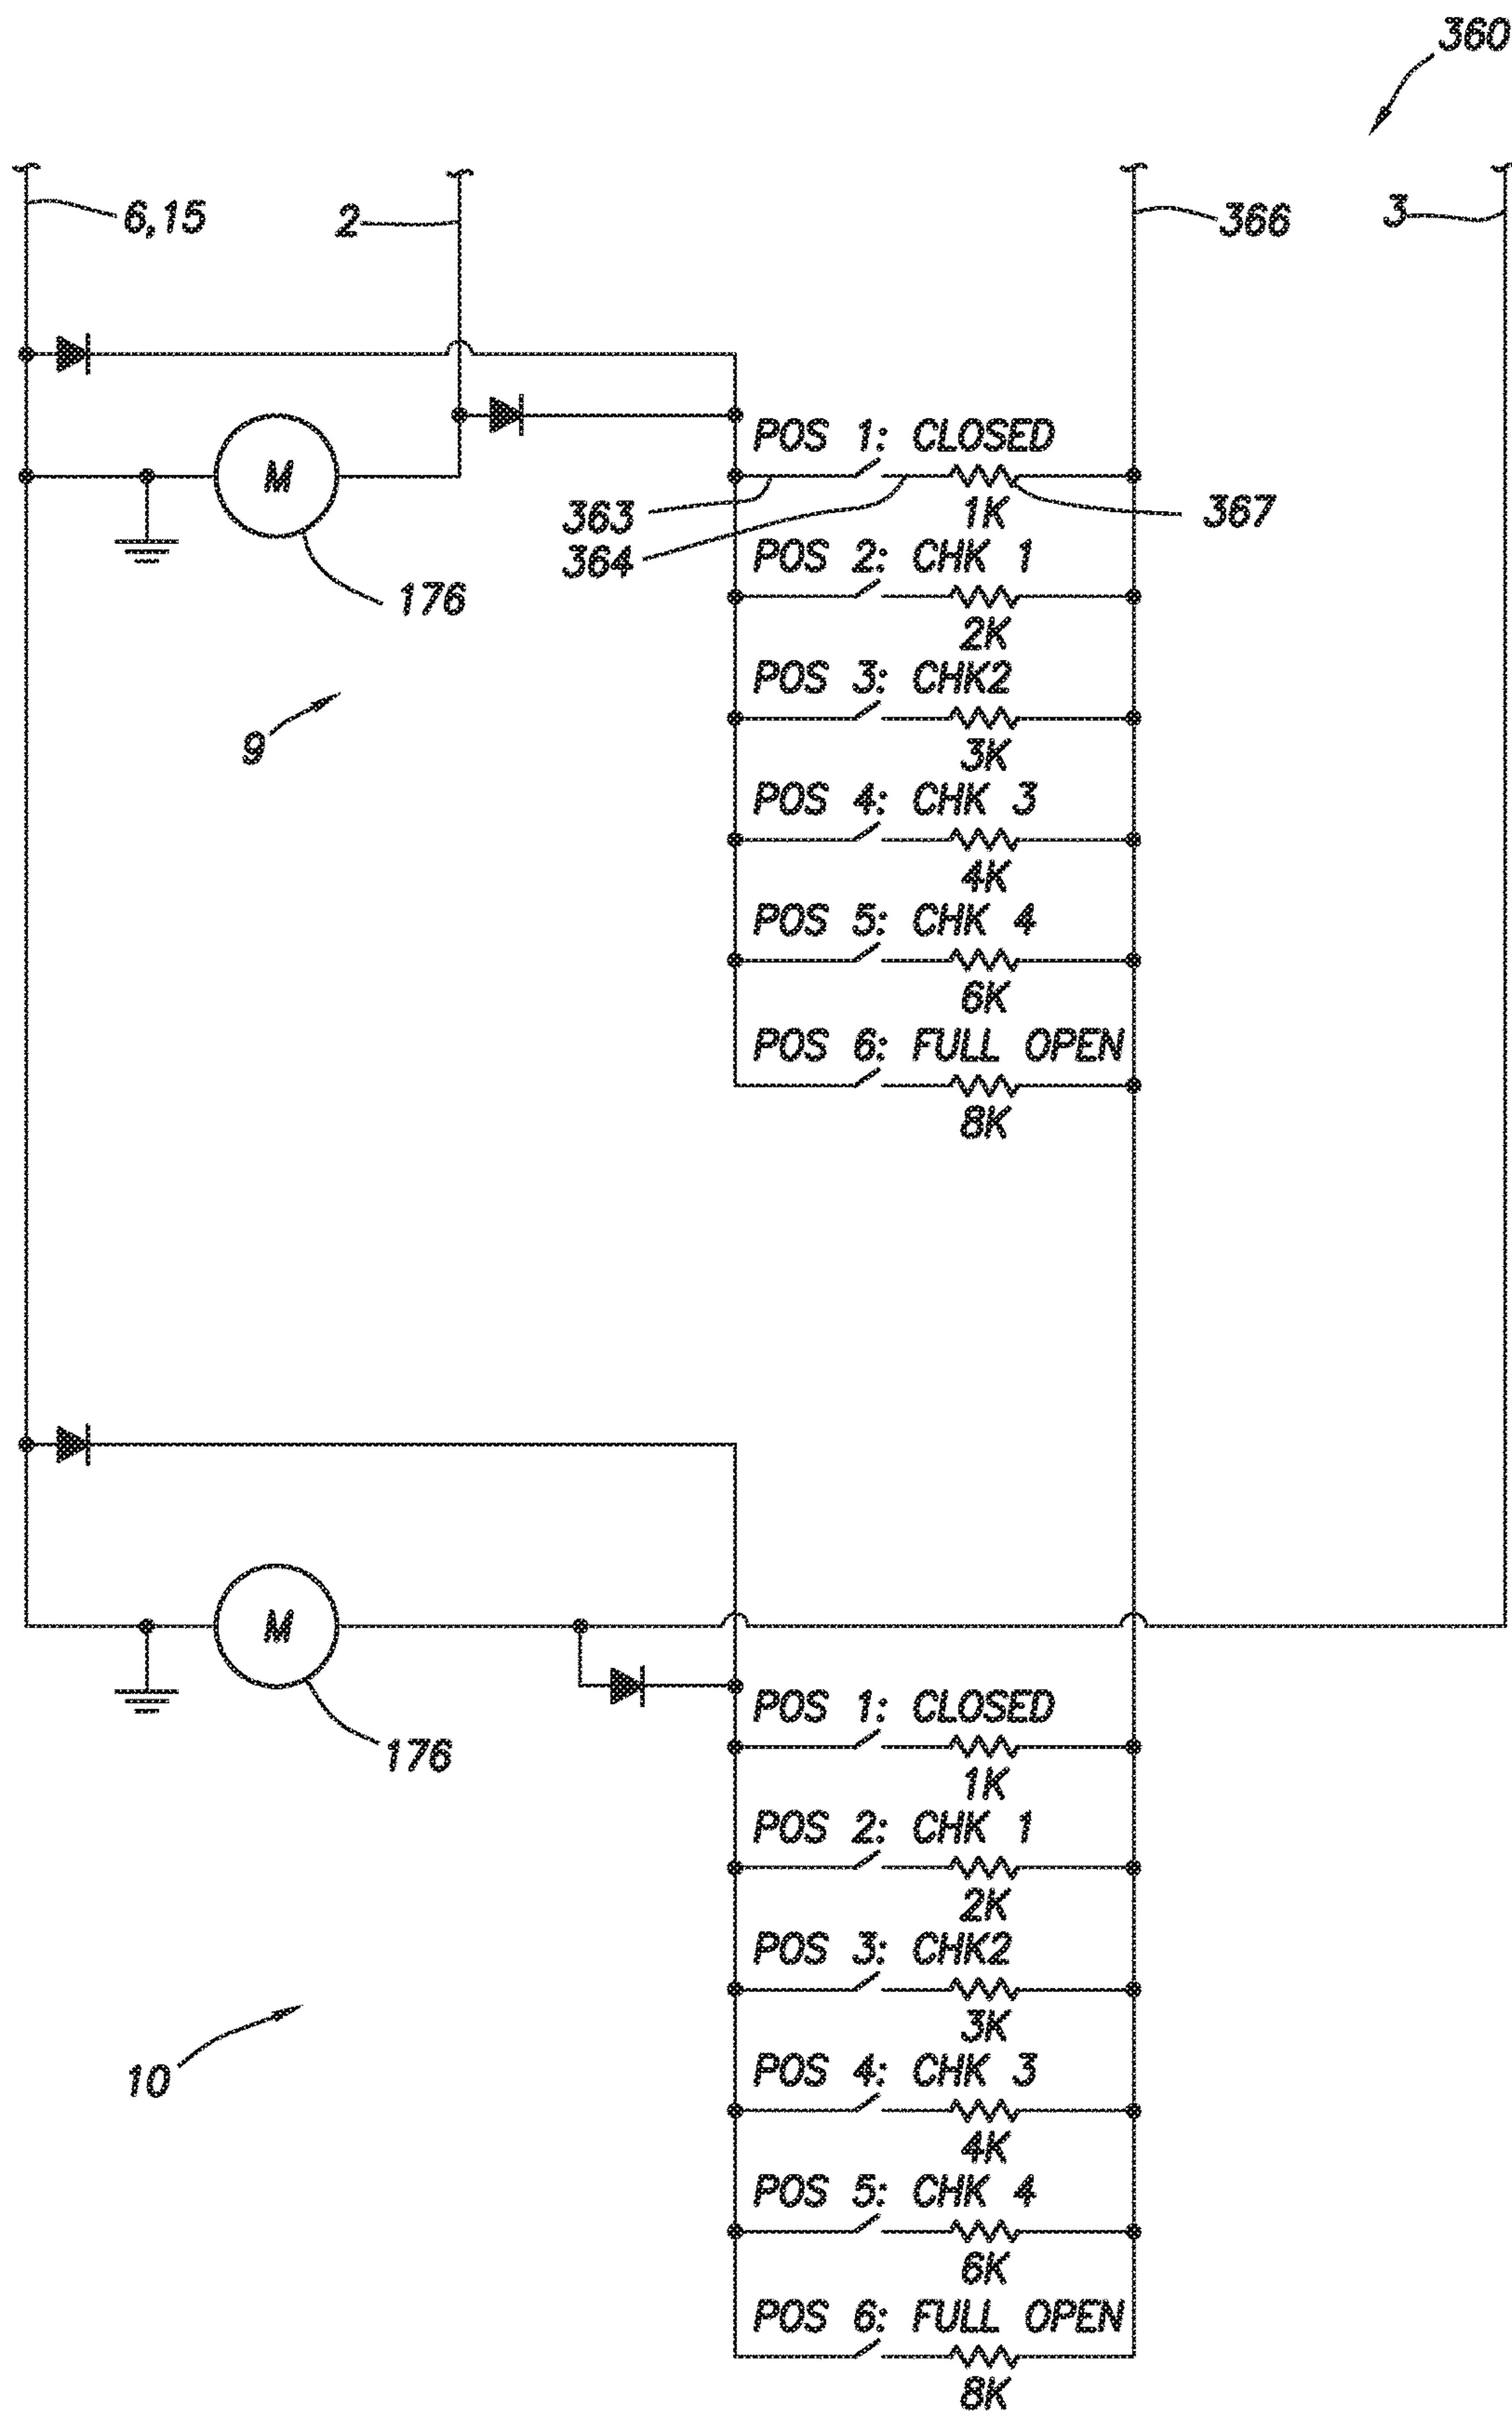 360
6,15
2
366
3
POS 1: CLOSED
M
363
1K
367
364
POS 2: CHK 1
176
2K
POS 3: CHK2
9
3K
POS 4: CHK 3
4K
POS 5: CHK 4
6K
POS 6: FULL OPEN
8K
M
POS 1: CLOSED
176
1K
POS 2: CHK 1
2K
POS 3: CHK2
3K
10
POS 4: CHK 3
4K
POS 5: CHK 4
6K
POS 6: FULL OPEN
8K